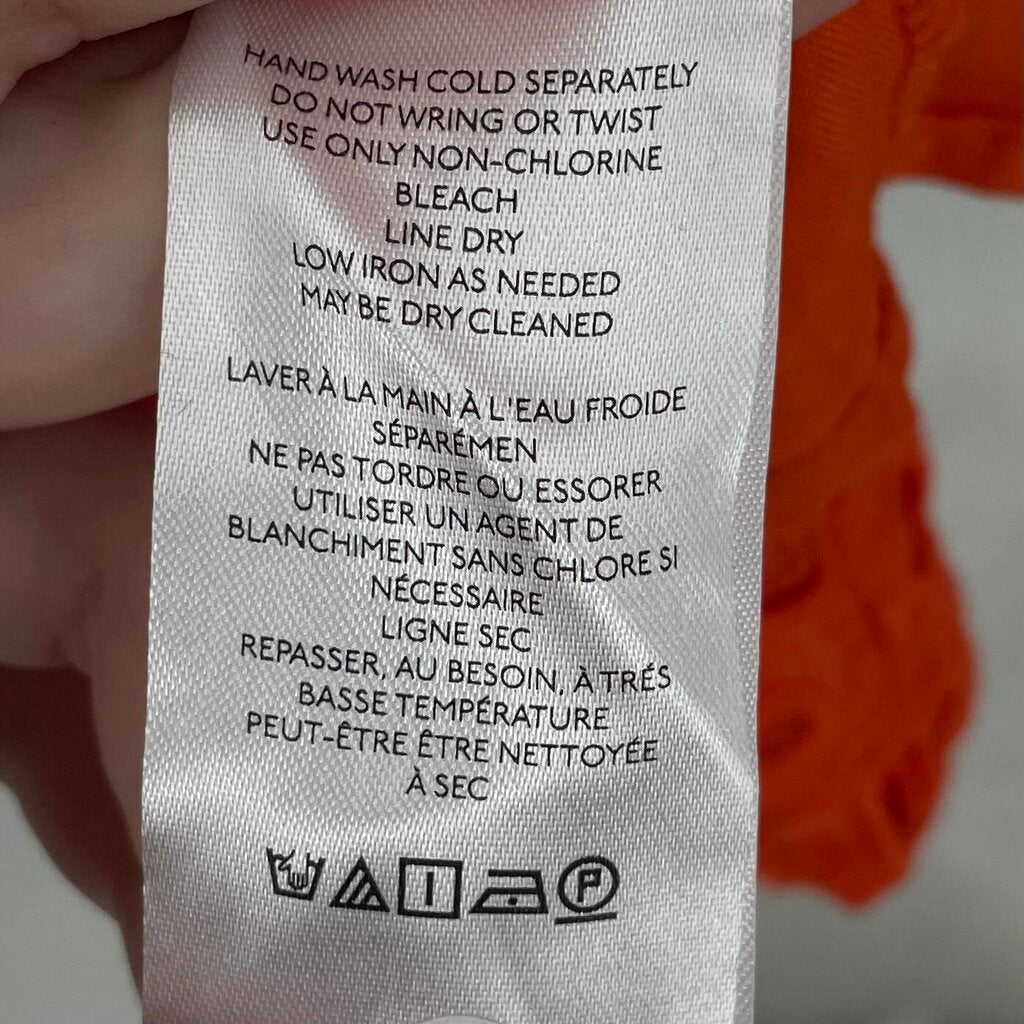 HAND WASH COLD SEPARATELY
DO NOT WRING OR TWIST
USE ONLY NON-CHLORINE
BLEACH
LINE DRY
LOW IRON AS NEEDED
MAY BE DRY CLEANED
LAVER À LA MAIN À L'EAU FROIDE
SÉPARÉMEN
NE PAS TORDRE OU ESSORER
UTILISER UN AGENT DE
BLANCHIMENT SANS CHLORE SI
NÉCESSAIRE
LIGNE SEC
REPASSER, AU BESOIN, À TRÉS
BASSE TEMPÉRATURE
PEUT-ÊTRE ÊTRE NETTOYÉE
À SEC
P